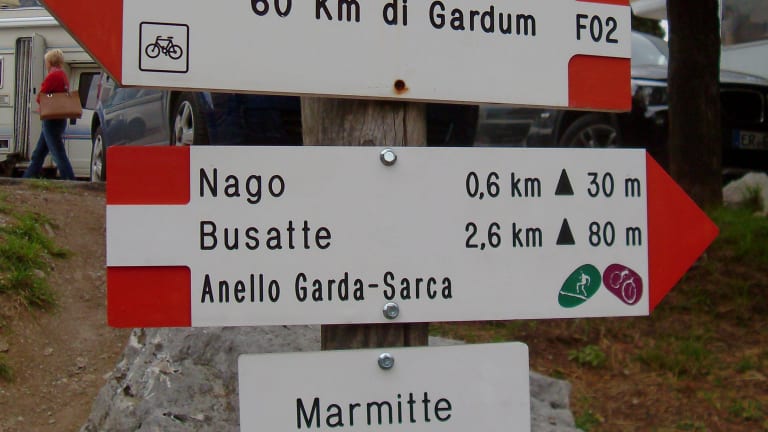 60 Km di Gardum
F02
Nago 0,6 km ▲ 30 m
Busatte 2,6 km ▲ 80 m
Anello Garda-Sarca
Marmitte